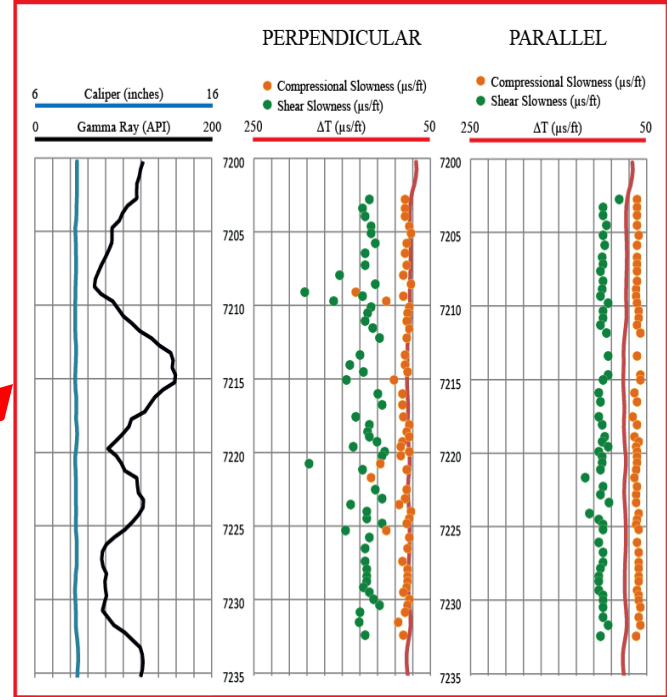 PERPENDICULAR PARALLEL
Compressional Slowness (µs/ft) Compressional Slowness (µs/ft)
6 Caliper (inches) 16 Shear Slowness (µs/ft) Shear Slowness (µs/ft)
0 Gamma Ray (API) 200 250 ΔT (µs/ft) 50 250 ΔT (µs/ft) 50
7200 7200
7205 7205
7210 7210
7215 7215
7220 7220
7225 7225
7230 7230
7235 7235